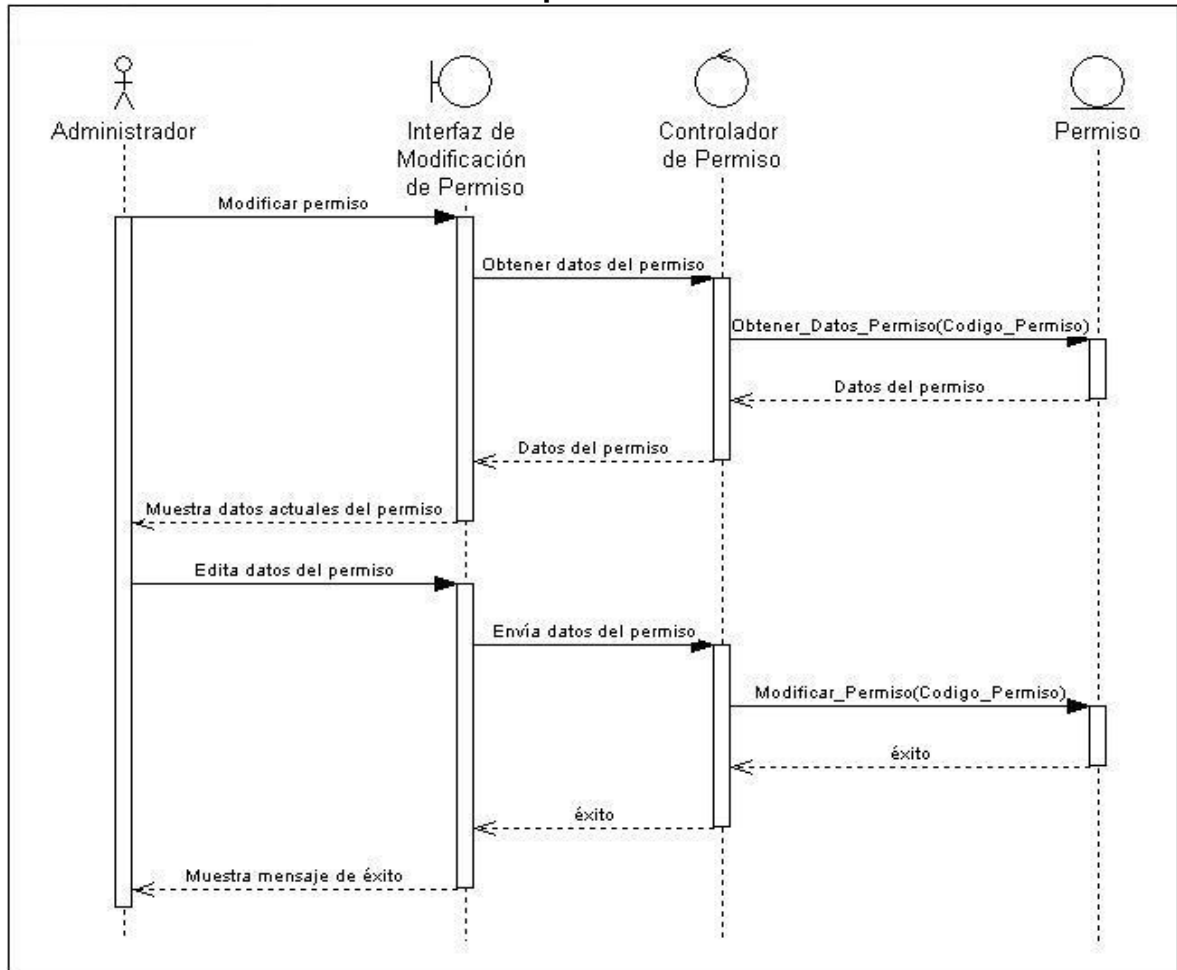 Administrador
Interfaz de
Modificación
de Permiso
Controlador
de Permiso
Permiso
Modificar permiso
Obtener datos del permiso
Obtener_Datos_Permiso(Codigo_Permiso)
Datos del permiso
Datos del permiso
Muestra datos actuales del permiso
Edita datos del permiso
Envía datos del permiso
Modificar_Permiso(Codigo_Permiso)
éxito
éxito
Muestra mensaje de éxito